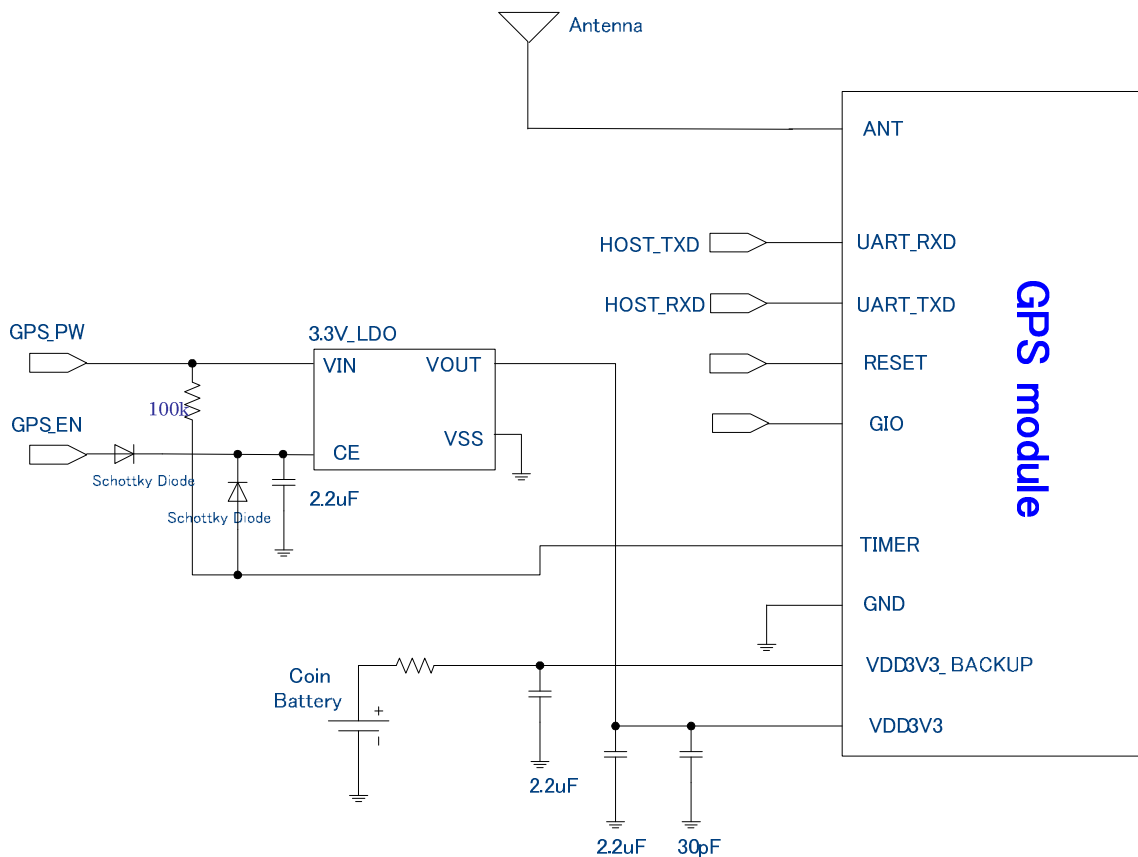 Antenna
ANT
HOST_TXD
UART_RXD
HOST_RXD
UART_TXD
GPS module
GPS_PW
3.3V_LDO
VIN
VOUT
RESET
100k
GPS_EN
GIO
VSS
CE
Schottky Diode
2.2uF
Schottky Diode
TIMER
GND
VDD3V3_BACKUP
Coin
Battery
+
-
VDD3V3
2.2uF
2.2uF
30pF